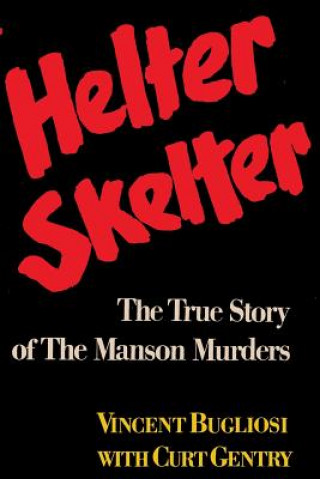 Helter
Skelter
The True Story
of The Manson Murders
VINCENT BUGLIOSI
WITH CURT GENTRY